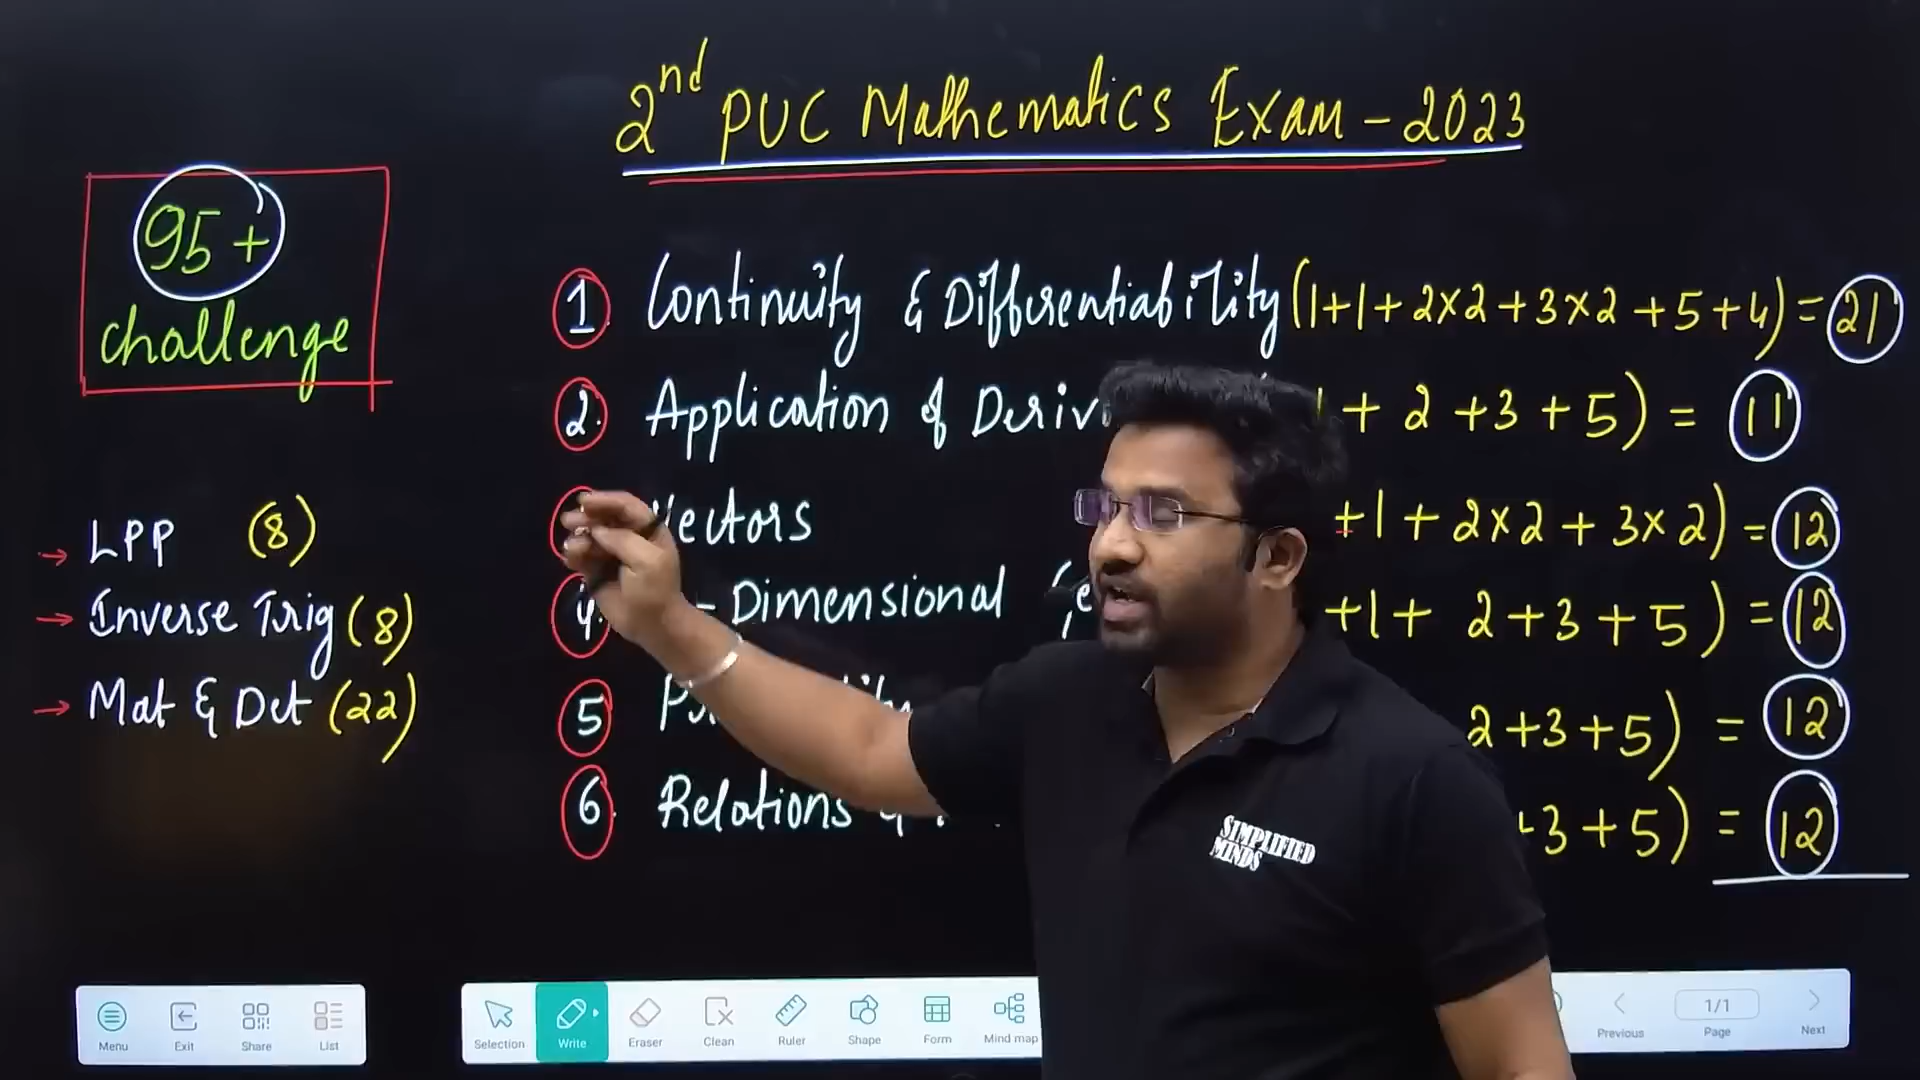 2nd PUC Mathematics Exam - 2023
95+
challenge
→ LPP (8)
→ Inverse Trig (8)
→ Mat & Det (22)
1. Continuity & Differentiability (1+1+2×2+3×2+5+4) = 21
2. Application of + 2 +3 +5) = 11
Vectors +1 + 2×2 + 3×2) = 12
4. - Dimensional +1+ 2+3+5) = 12
5 2+3+5) = 12
6. Relations & 3+5) = 12
SIMPLIFIED
MINDS
Menu Exit Share List
Selection Write Eraser Clean Ruler Shape Form Mind map
Previous 1/1 Page Next